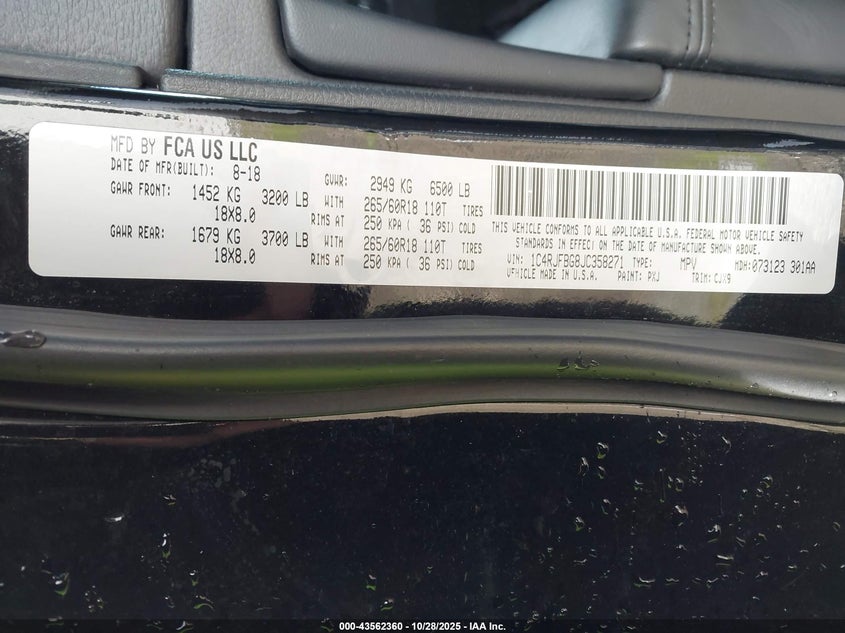 MFD BY FCA US LLC
DATE OF MFR(BUILT): 8-18 GVWR: 2949 KG 6500 LB
GAWR FRONT: 1452 KG 3200 LB WITH 265/60R18 110T TIRES
18X8.0 RIMS AT 250 KPA ( 36 PSI) COLD
GAWR REAR: 1679 KG 3700 LB WITH 265/60R18 110T TIRES
18X8.0 RIMS AT 250 KPA ( 36 PSI) COLD
THIS VEHICLE CONFORMS TO ALL APPLICABLE U.S.A. FEDERAL MOTOR VEHICLE SAFETY
STANDARDS IN EFFECT ON THE DATE OF MANUFACTURE SHOWN ABOVE.
VIN: 1C4RJFBG8JC358271 TYPE: MPV MDH: 073123 301AA
VEHICLE MADE IN U.S.A. PAINT: PXJ TRIM: CJX9
000-43562360 - 10/28/2025 - IAA Inc.